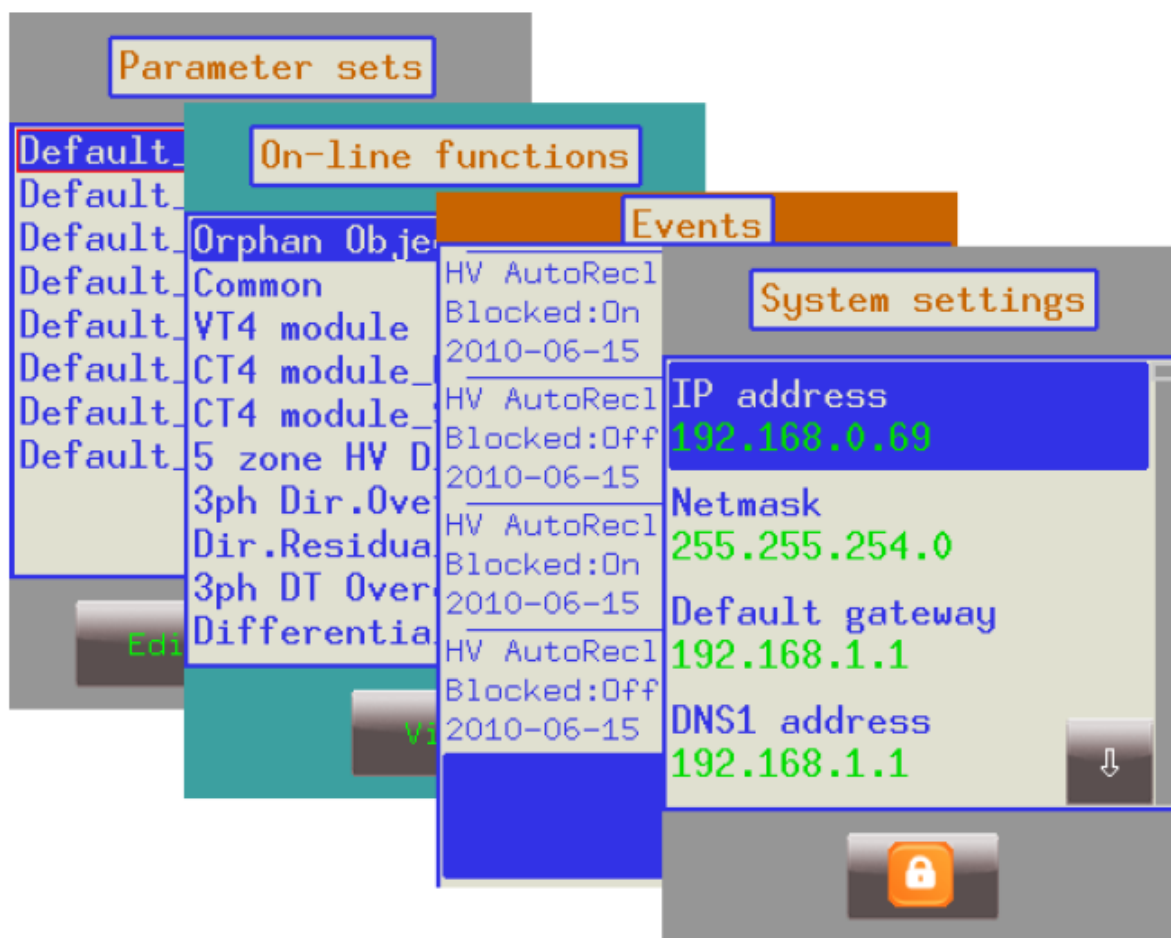 Parameter sets
Default_
Default_
Default_
Default_
Default_
Default_
Default_
Default_
Edi
On-line functions
Orphan Obje
Common
VT4 module
CT4 module_
CT4 module_
5 zone HV D
3ph Dir.Ove
Dir.Residua
3ph DT Over
Differentia
Vi
Events
HV AutoRecl
Blocked:On
2010-06-15
HV AutoRecl
Blocked:Off
2010-06-15
HV AutoRecl
Blocked:On
2010-06-15
HV AutoRecl
Blocked:Off
2010-06-15
System settings
IP address
192.168.0.69
Netmask
255.255.254.0
Default gateway
192.168.1.1
DNS1 address
192.168.1.1
⇩